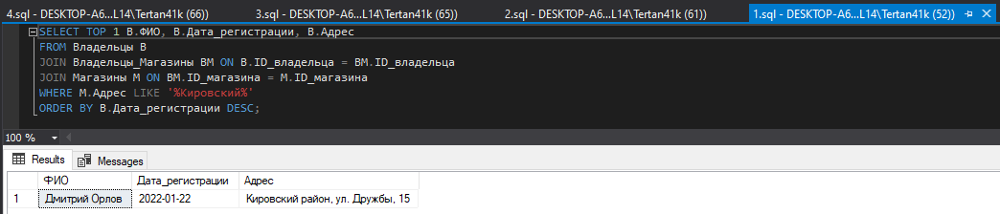 4.sql - DESKTOP-A6...L14\Tertan41k (66)) 3.sql - DESKTOP-A6...L14\Tertan41k (65)) 2.sql - DESKTOP-A6...L14\Tertan41k (61)) 1.sql - DESKTOP-A6...L14\Tertan41k (52))
SELECT TOP 1 В.ФИО, В.Дата_регистрации, В.Адрес
FROM Владельцы В
JOIN Владельцы_Магазины ВМ ON В.ID_владельца = ВМ.ID_владельца
JOIN Магазины М ON ВМ.ID_магазина = М.ID_магазина
WHERE М.Адрес LIKE '%Кировский%'
ORDER BY В.Дата_регистрации DESC;
100 %
Results Messages
ФИО Дата_регистрации Адрес
1 Дмитрий Орлов 2022-01-22 Кировский район, ул. Дружбы, 15